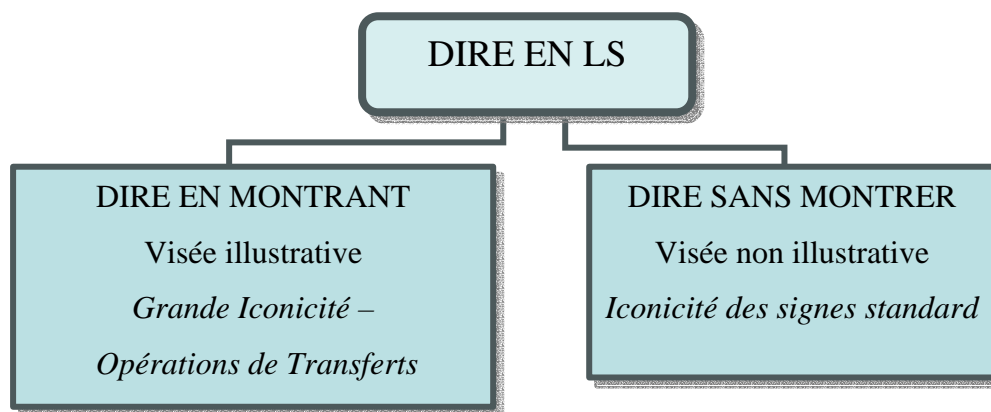 DIRE EN LS
DIRE EN MONTRANT
Visée illustrative
Grande Iconicité –
Opérations de Transferts
DIRE SANS MONTRER
Visée non illustrative
Iconicité des signes standard